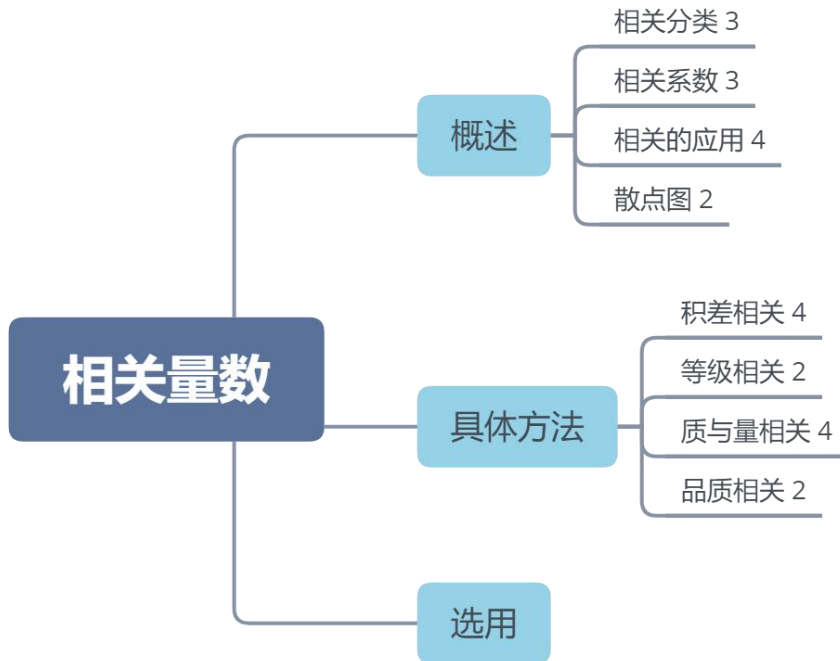 相关量数
概述
相关分类 3
相关系数 3
相关的应用 4
散点图 2
具体方法
积差相关 4
等级相关 2
质与量相关 4
品质相关 2
选用